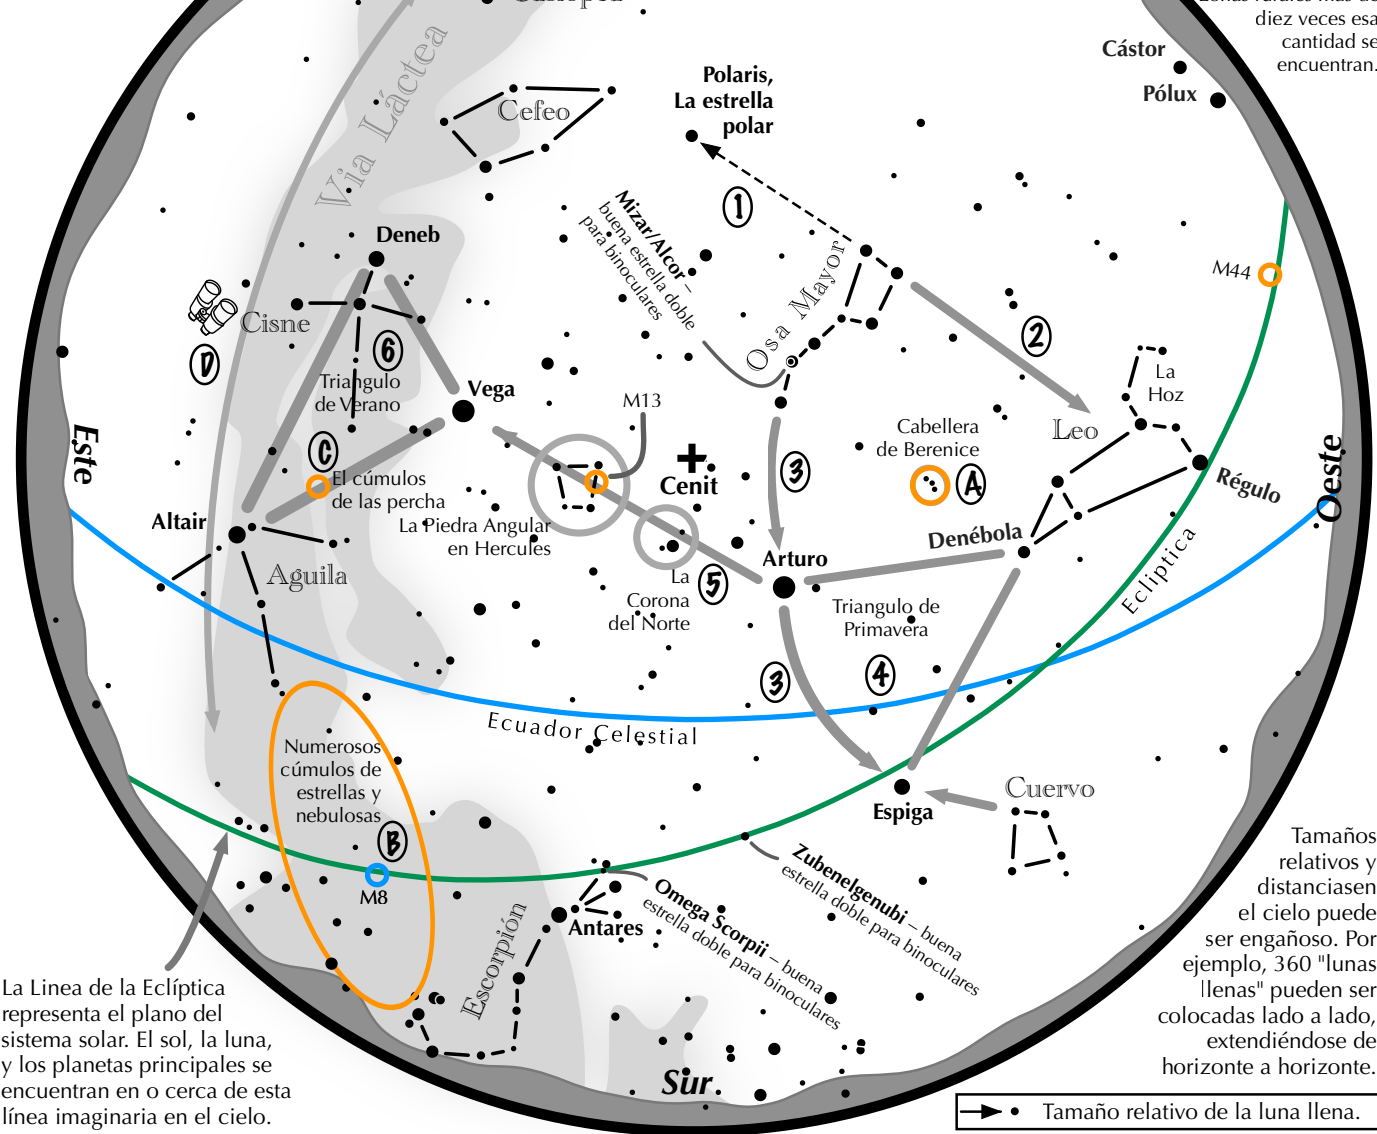 diez veces esa
cantidad se
encuentran.
Cástor
Pólux
Polaris,
La estrella
polar
Cefeo
Via Láctea
1
Mizar/Alcor –
buena estrella doble
para binoculares
Deneb
Osa Mayor
M44
Cisne
D
6
2
Triangulo
de Verano
Vega
La
Hoz
M13
Cabellera
de Berenice
Leo
Este
C
Cenit
3
A
Oeste
El cúmulos
de las percha
Régulo
Altair
La Piedra Angular
en Hercules
Denébola
Arturo
Aguila
La
Corona
del Norte
5
Triangulo de
Primavera
Ecliptica
3
4
Ecuador Celestial
Numerosos
cúmulos de
estrellas y
nebulosas
B
M8
Espiga
Cuervo
Zubenelgenubi – buena
estrella doble para binoculares
Omega Scorpii – buena
estrella doble para binoculares
Antares
Escorpión
Tamaños
relativos y
distanciasen
el cielo puede
ser engañoso. Por
ejemplo, 360 "lunas
llenas" pueden ser
colocadas lado a lado,
extendiéndose de
horizonte a horizonte.
La Linea de la Eclíptica
representa el plano del
sistema solar. El sol, la luna,
y los planetas principales se
encuentran en o cerca de esta
línea imaginaria en el cielo.
Sur
Tamaño relativo de la luna llena.